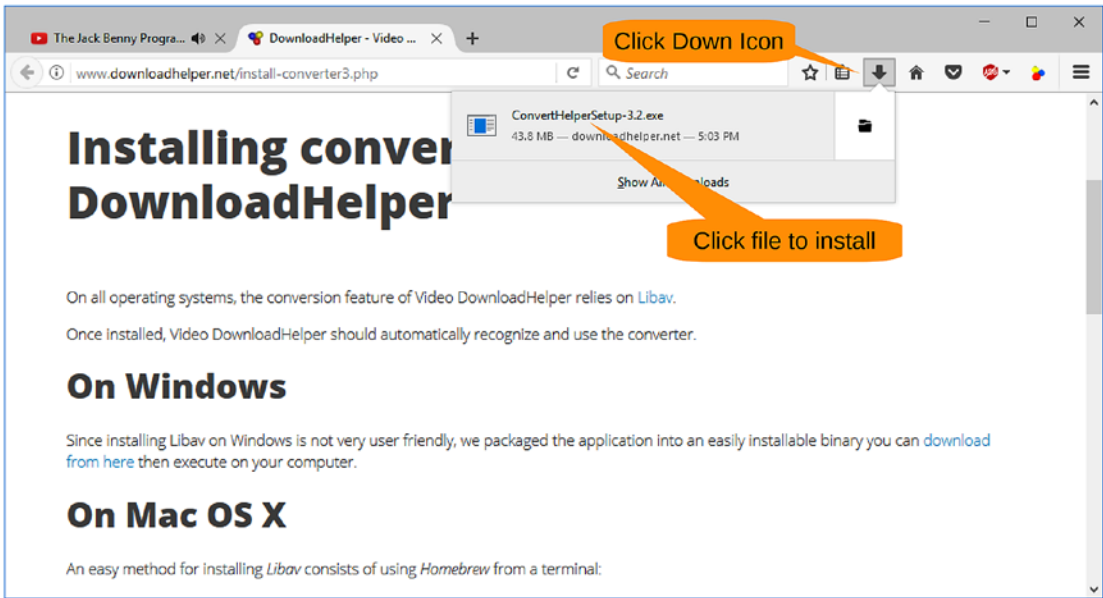 The Jack Benny Progra...
DownloadHelper - Video ...
Click Down Icon
www.downloadhelper.net/install-converter3.php
Search
ConvertHelperSetup-3.2.exe
43.8 MB — downloadhelper.net — 5:03 PM
Show All Downloads
Click file to install
Installing conver
DownloadHelper
On all operating systems, the conversion feature of Video DownloadHelper relies on Libav.
Once installed, Video DownloadHelper should automatically recognize and use the converter.
On Windows
Since installing Libav on Windows is not very user friendly, we packaged the application into an easily installable binary you can download
from here then execute on your computer.
On Mac OS X
An easy method for installing Libav consists of using Homebrew from a terminal: